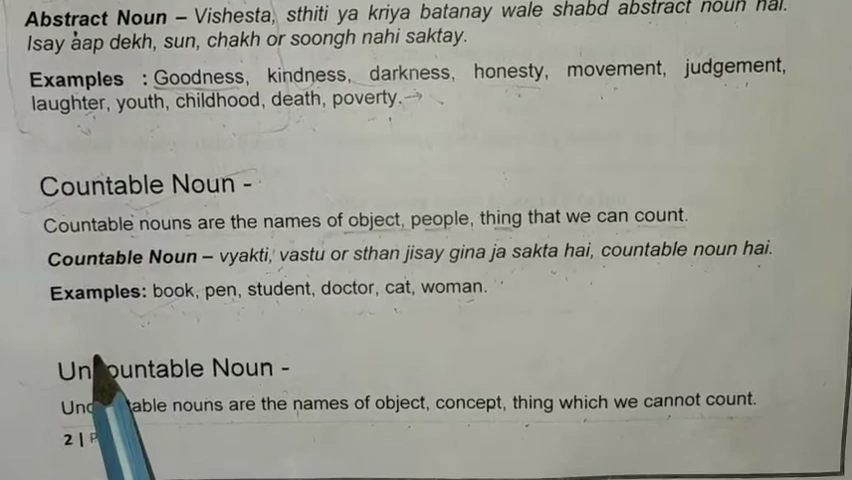 Abstract Noun – Vishesta, sthiti ya kriya batanay wale shabd abstract noun hai.
Isay aap dekh, sun, chakh or soongh nahi saktay.
Examples : Goodness, kindness, darkness, honesty, movement, judgement,
laughter, youth, childhood, death, poverty.→
Countable Noun -
Countable nouns are the names of object, people, thing that we can count.
Countable Noun – vyakti, vastu or sthan jisay gina ja sakta hai, countable noun hai.
Examples: book, pen, student, doctor, cat, woman.
Uncountable Noun -
nouns are the names of object, concept, thing which we cannot count.
2 | P